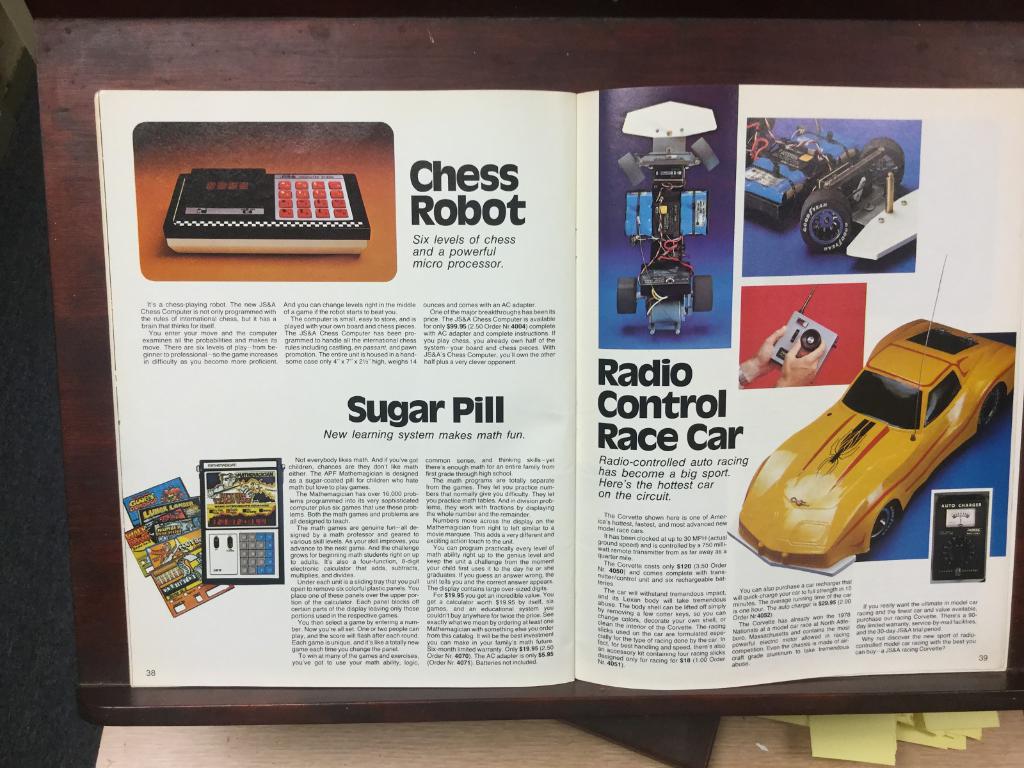 Chess
Robot
Six levels of chess
and a powerful
micro processor.
It's a chess-playing robot. The new JS&A
Chess Computer is not only programmed with
the rules of international chess, but it has a
brain that thinks for itself.
You enter your move and the computer
examines all the probabilities and makes its
move. There are six levels of play—from be-
ginner to professional—so the game increases
in difficulty as you become more proficient.
And you can change levels right in the middle
of a game if the robot starts to beat you.
The computer is small, easy to store, and is
played with your own board and chess pieces.
The JS&A Chess Computer has been pro-
grammed to handle all the international chess
rules including castling, en passant, and pawn
promotion. The entire unit is housed in a hand-
some case only 4" x 7" x 2½" high, weighs 14
ounces and comes with an AC adapter.
One of the major breakthroughs has been its
price. The JS&A Chess Computer is available
for only $99.95 (2.50 Order Nr. 4004) complete
with AC adapter and complete instructions. If
you play chess, you already own half of the
system—your board and chess pieces. With
JS&A's Chess Computer, you'll own the other
half plus a very clever opponent.
Sugar Pill
New learning system makes math fun.
Not everybody likes math. And if you've got
children, chances are they don't like math
either. The APF Mathemagician is designed
as a sugar-coated pill for children who hate
math but love to play games.
The Mathemagician has over 16,000 prob-
lems programmed into its very sophisticated
computer plus six games that use these prob-
lems. Both the math games and problems are
all designed to teach.
The math games are genuine fun—all de-
signed by a math professor and geared to
various skill levels. As your skill improves, you
advance to the next game. And the challenge
grows for beginning math students right on up
to adults. It's also a four-function, 8-digit
electronic calculator that adds, subtracts,
multiplies, and divides.
Under each unit is a sliding tray that you pull
open to remove six colorful plastic panels. You
place one of these panels over the upper por-
tion of the calculator. Each panel blocks off
certain parts of the display leaving only those
portions used in the respective games.
You then select a game by entering a num-
ber. Now you're all set. One or two people can
play, and the score will flash after each round.
Each game is unique, and it's like a totally new
game each time you change the panel.
To win at many of the games and exercises,
you've got to use your math ability, logic,
common sense, and thinking skills—yet
there's enough math for an entire family from
first grade through high school.
The math programs are totally separate
from the games. They let you practice num-
bers that normally give you difficulty. They let
you practice math tables. And in division prob-
lems, they work with fractions by displaying
the whole number and the remainder.
Numbers move across the display on the
Mathemagician from right to left similar to a
movie marquee. This adds a very different and
exciting action touch to the unit.
You can program practically every level of
math ability right up to the genius level and
keep the unit a challenge from the moment
your child first uses it to the day he or she
graduates. If you guess an answer wrong, the
unit tells you and the correct answer appears.
The display contains large over-sized digits.
For $19.95 you get an incredible value. You
get a calculator worth $19.95 by itself, six
games, and an educational system you
couldn't buy anywhere at any price. See
exactly what we mean by ordering at least one
Mathemagician with something else you order
from this catalog. It will be the best investment
you can make in your family's math future.
Six-month limited warranty. Only $19.95 (2.50
Order Nr. 4070). The AC adapter is only $5.95
(Order Nr. 4071). Batteries not included.
LUNAR LANDER
38
GOODYEAR
Radio
Control
Race Car
Radio-controlled auto racing
has become a big sport.
Here's the hottest car
on the circuit.
AUTO CHARGER
The Corvette shown here is one of Amer-
ica's hottest, fastest, and most advanced new
model race cars.
It has been clocked at up to 30 MPH (actual
ground speed) and is controlled by a 750 milli-
watt remote transmitter from as far away as a
quarter mile.
The Corvette costs only $120 (3.50 Order
Nr. 4050) and comes complete with trans-
mitter/control unit and six rechargeable bat-
teries.
The car will withstand tremendous impact,
and its Lexan body will take tremendous
abuse. The body shell can be lifted off simply
by removing a few corner keys, so you can
change colors, decorate your own shell, or
clean the interior of the Corvette. The racing
slicks used on the car are formulated espe-
cially for the type of racing done by the car. In
fact, for best handling and speed, there's also
an accessory kit containing four racing slicks
designed only for racing for $18 (1.00 Order
Nr. 4051).
You can also purchase a car recharger that
will quick-charge your car to full strength in 15
minutes. The average running time of the car
is one hour. The auto charger is $29.95 (2.00
Order Nr. 4052).
The Corvette has already won the 1978
Nationals at a model car race at North Attle-
boro, Massachusetts and contains the most
powerful electric motor allowed in racing
competition. Even the chassis is made of air-
craft grade aluminum to take tremendous
abuse.
If you really want the ultimate in model car
racing and the finest car and value available,
purchase our racing Corvette. There's a 90-
day limited warranty, service-by-mail facilities,
and the 30-day JS&A trial period.
Why not discover the new sport of radio-
controlled model car racing with the best you
can buy—a JS&A racing Corvette?
39